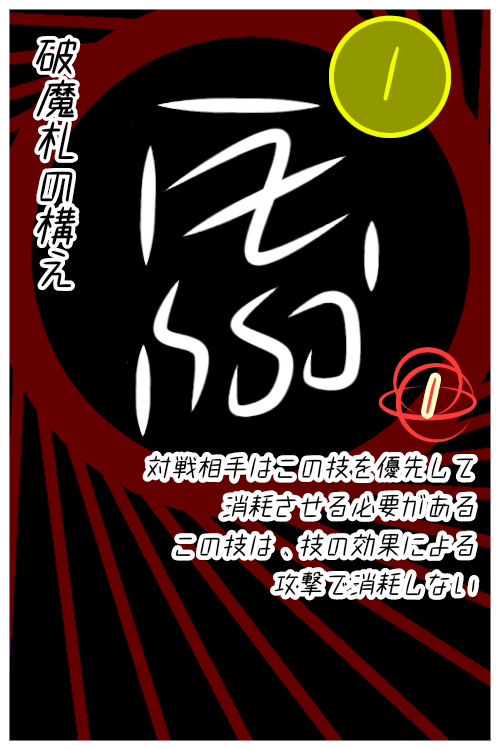 破魔札の構え
1
1
対戦相手はこの技を優先して
消耗させる必要がある
この技は、技の効果による
攻撃で消耗しない